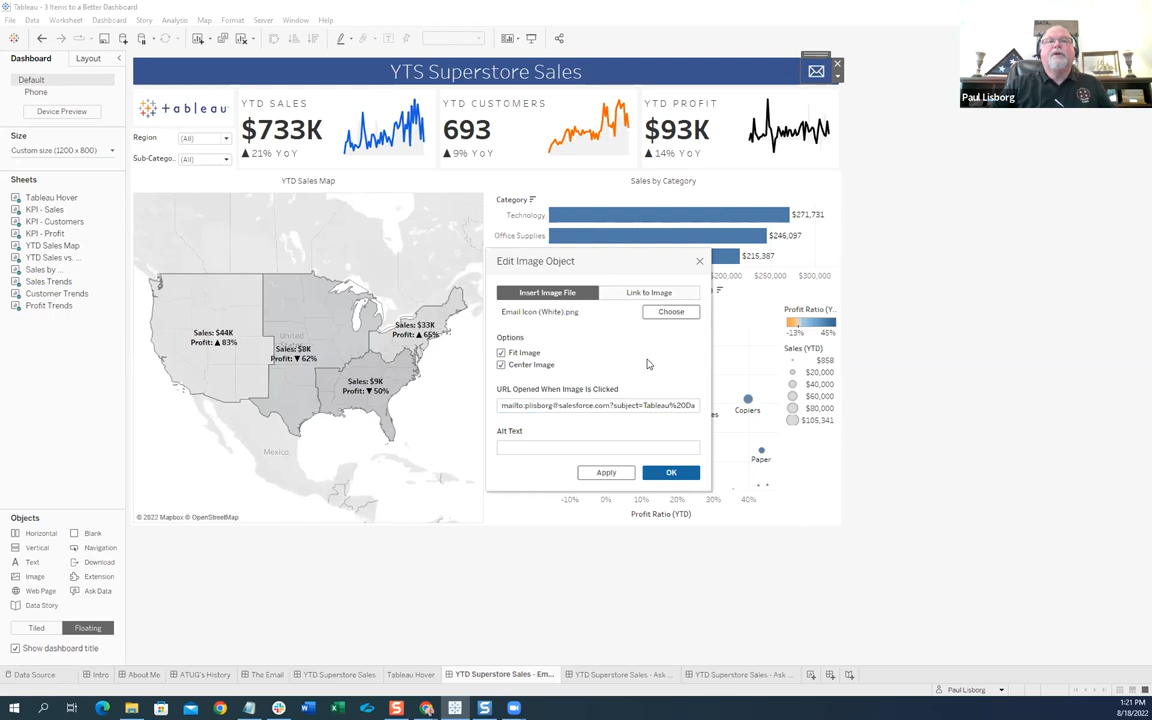 Tableau - 3 Items to a Better Dashboard
File Data Worksheet Dashboard Story Analysis Map Format Server Window Help
Dashboard Layout
Default
Phone
Device Preview
Size
Custom size (1200 x 800)
Sheets
Tableau Hover
KPI - Sales
KPI - Customers
KPI - Profit
YTD Sales Map
YTD Sales vs. ...
Sales by ...
Sales Trends
Customer Trends
Profit Trends
Objects
Horizontal Blank
Vertical Navigation
Text Download
Image Extension
Web Page Ask Data
Data Story
Tiled Floating
Show dashboard title
YTS Superstore Sales
+ a b l e a u
Region (All)
Sub-Catego.. (All)
YTD SALES
$733K
▲ 21% YoY
YTD CUSTOMERS
693
▲ 9% YoY
YTD PROFIT
$93K
▲ 14% YoY
YTD Sales Map
Sales: $44K
Profit: ▲ 83%
United States
Sales: $8K
Profit: ▼ 62%
Sales: $33K
Profit: ▲ 65%
Sales: $9K
Profit: ▼ 50%
Mexico
© 2022 Mapbox © OpenStreetMap
Sales by Category
Category
Technology $271,731
Office Supplies $246,097
$215,387
$200,000 $250,000 $300,000
Edit Image Object
Insert Image File Link to Image
Email Icon (White).png Choose
Options
Fit Image
Center Image
URL Opened When Image Is Clicked
mailto:plisborg@salesforce.com?subject=Tableau%20Da
Alt Text
Apply OK
Copiers
Paper
-10% 0% 10% 20% 30% 40%
Profit Ratio (YTD)
Profit Ratio (Y..
-13% 45%
Sales (YTD)
$858
$20,000
$40,000
$60,000
$80,000
$105,341
Paul Lisborg
Data Source Intro About Me ATUG's History The Email YTD Superstore Sales Tableau Hover YTD Superstore Sales - Em... YTD Superstore Sales - Ask ... YTD Superstore Sales - Ask ...
Paul Lisborg
1:21 PM
8/18/2022